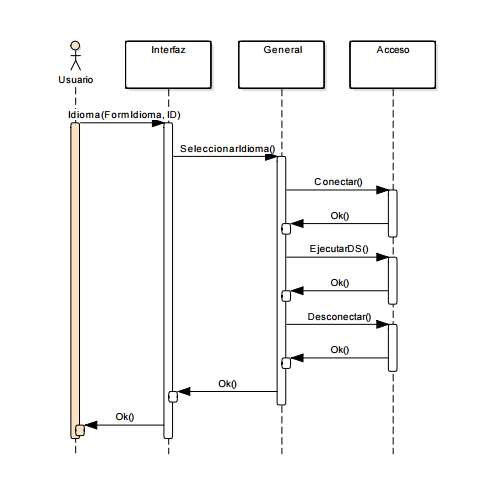 Interfaz
General
Acceso
Usuario
Idioma(FormIdioma, ID)
SeleccionarIdioma()
Conectar()
Ok()
EjecutarDS()
Ok()
Desconectar()
Ok()
Ok()
Ok()